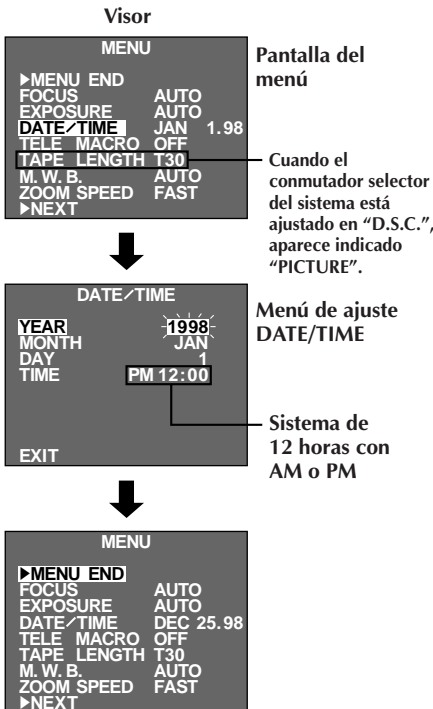 Visor
MENU
▶MENU END
FOCUS AUTO
EXPOSURE AUTO
DATE/TIME JAN 1.98
TELE MACRO OFF
TAPE LENGTH T30
M.W.B. AUTO
ZOOM SPEED FAST
▶NEXT
Pantalla del
menú
Cuando el
conmutador selector
del sistema está
ajustado en “D.S.C.”,
aparece indicado
“PICTURE”.
DATE/TIME
YEAR 1998
MONTH JAN
DAY 1
TIME PM 12:00
EXIT
Menú de ajuste
DATE/TIME
Sistema de
12 horas con
AM o PM
MENU
▶MENU END
FOCUS AUTO
EXPOSURE AUTO
DATE/TIME DEC 25.98
TELE MACRO OFF
TAPE LENGTH T30
M.W.B. AUTO
ZOOM SPEED FAST
▶NEXT